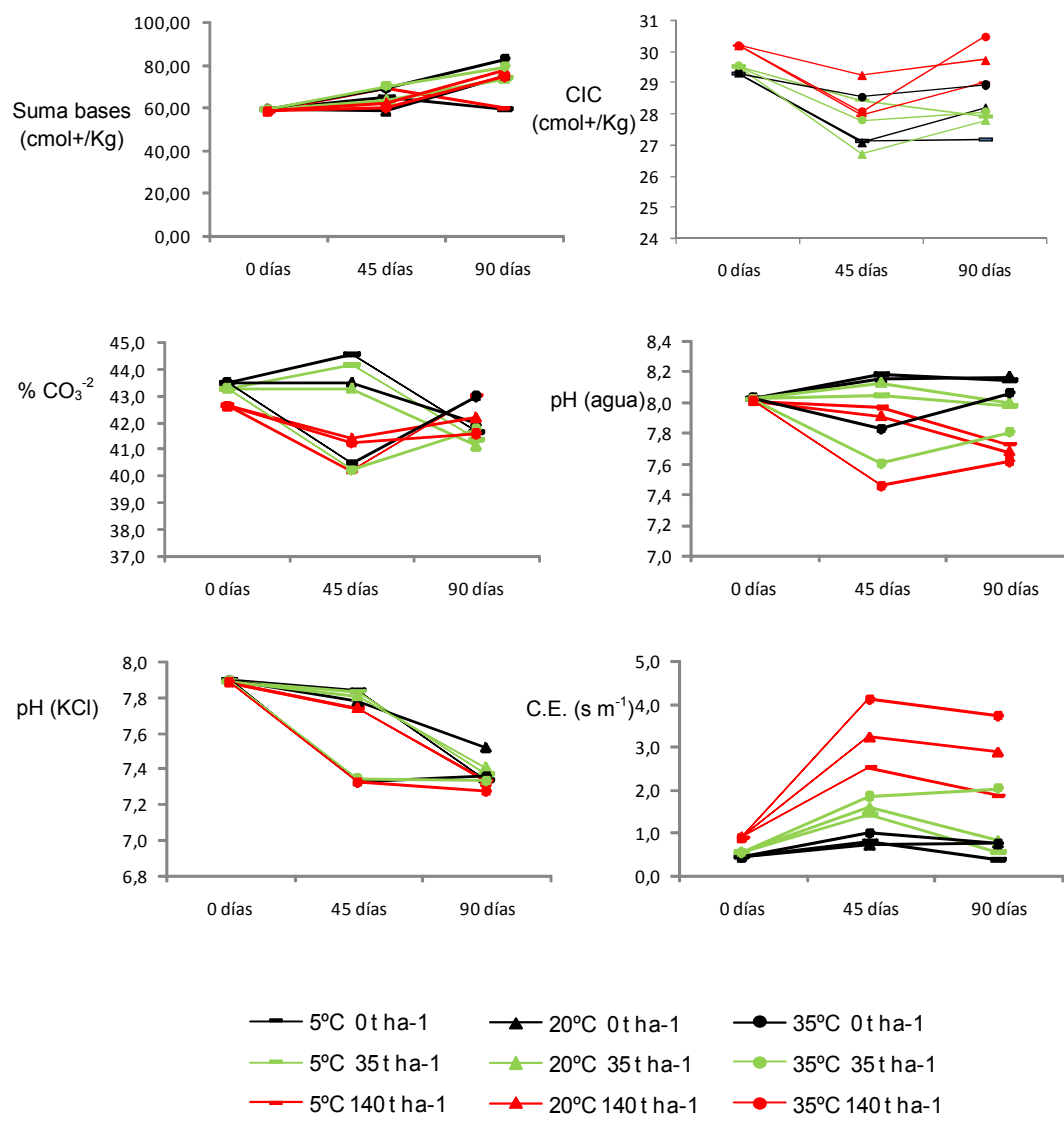 Suma bases
(cmol+/Kg)
100,00
80,00
60,00
40,00
20,00
0,00
0 días
45 días
90 días
CIC
(cmol+/Kg)
31
30
29
28
27
26
25
24
0 días
45 días
90 días
% CO₃⁻²
45,0
44,0
43,0
42,0
41,0
40,0
39,0
38,0
37,0
0 días
45 días
90 días
pH (agua)
8,4
8,2
8,0
7,8
7,6
7,4
7,2
7,0
0 días
45 días
90 días
pH (KCl)
8,0
7,8
7,6
7,4
7,2
7,0
6,8
0 días
45 días
90 días
C.E. (s m⁻¹)
5,0
4,0
3,0
2,0
1,0
0,0
0 días
45 días
90 días
5ºC 0 t ha-1
20ºC 0 t ha-1
35ºC 0 t ha-1
5ºC 35 t ha-1
20ºC 35 t ha-1
35ºC 35 t ha-1
5ºC 140 t ha-1
20ºC 140 t ha-1
35ºC 140 t ha-1